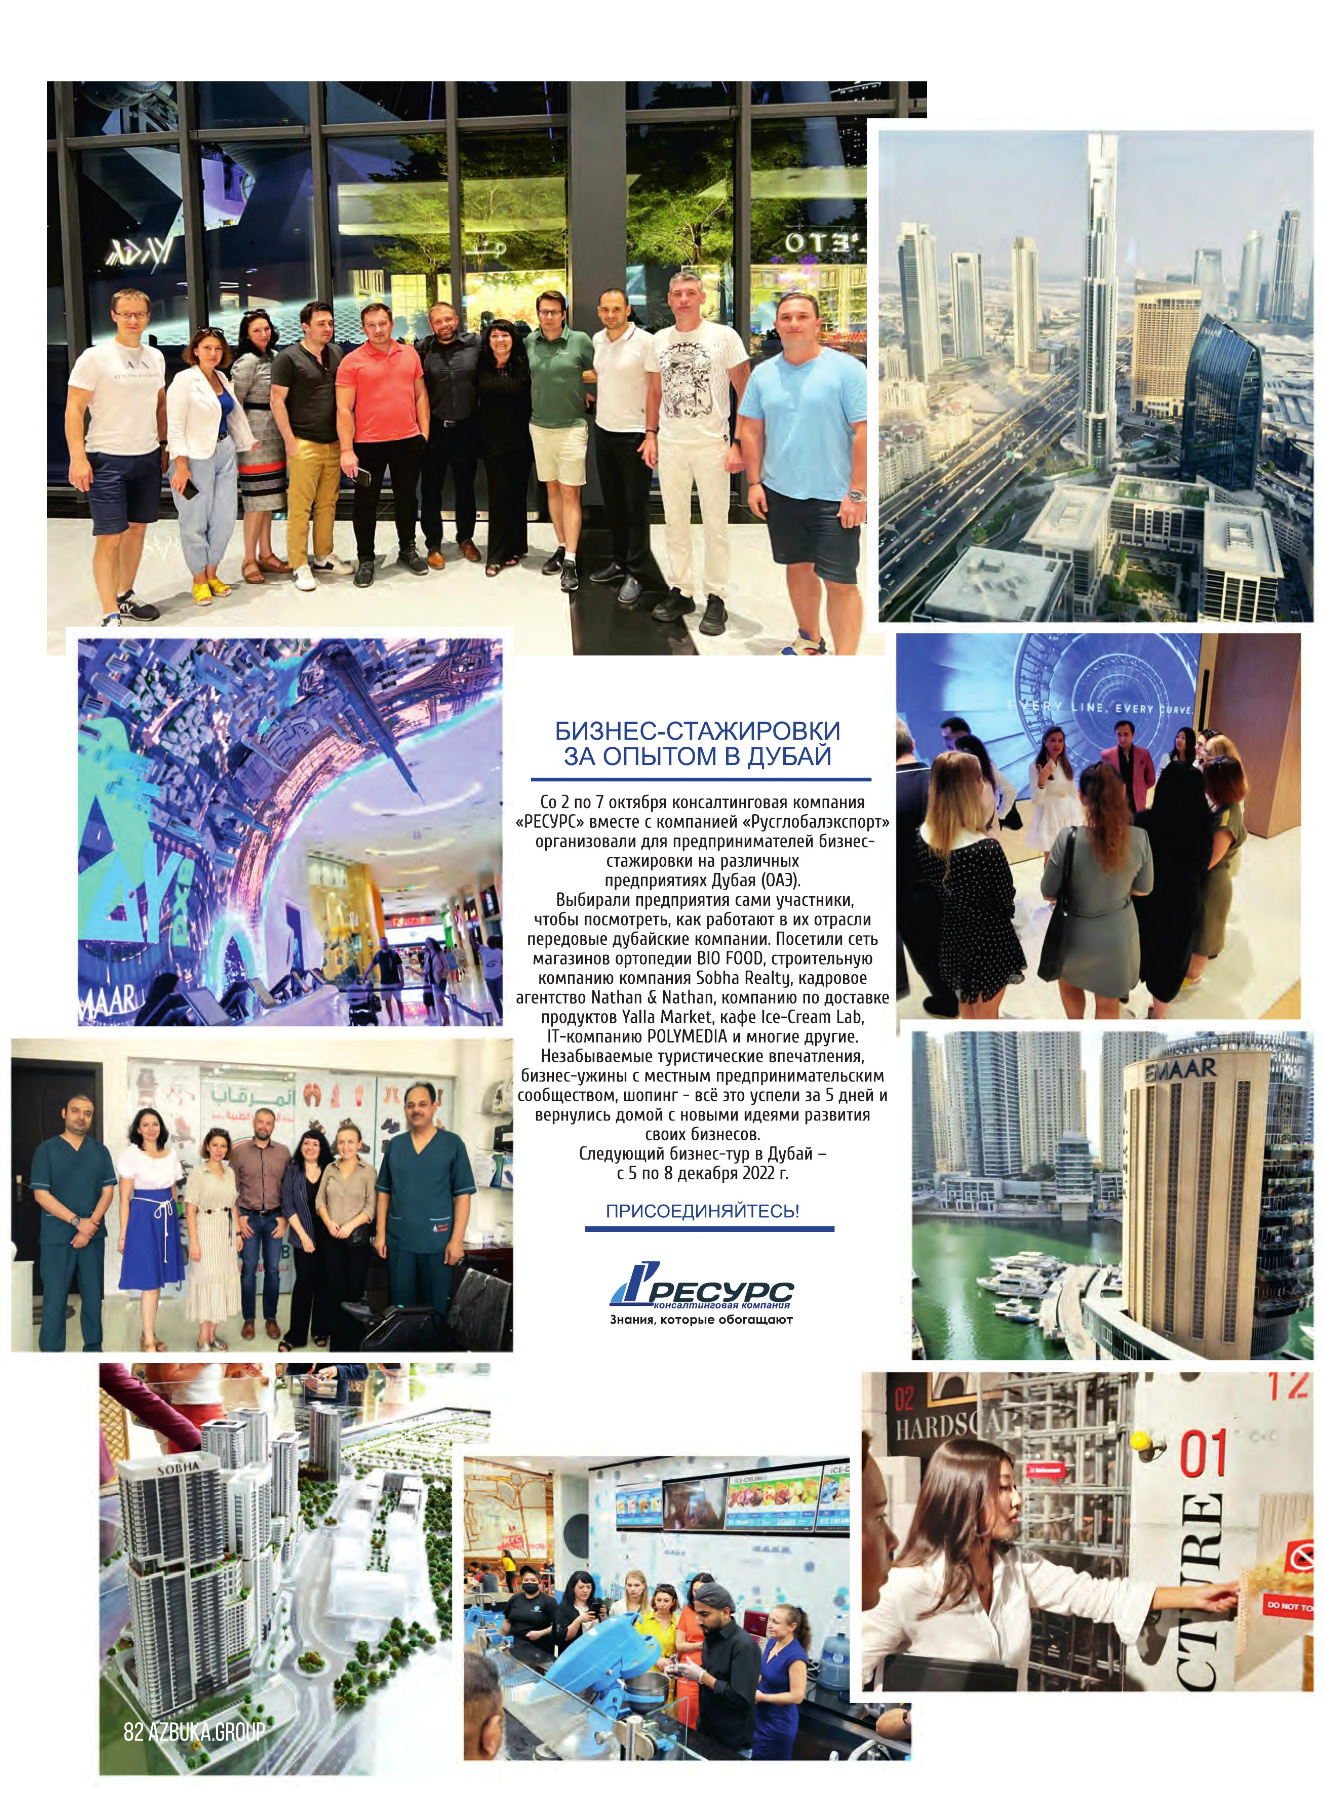 EMAAR
БИЗНЕС-СТАЖИРОВКИ
ЗА ОПЫТОМ В ДУБАЙ
Со 2 по 7 октября консалтинговая компания
«РЕСУРС» вместе с компанией «Русглобалэкспорт»
организовали для предпринимателей бизнес-
стажировки на различных
предприятиях Дубая (ОАЭ).
Выбирали предприятия сами участники,
чтобы посмотреть, как работают в их отрасли
передовые дубайские компании. Посетили сеть
магазинов ортопедии BIO FOOD, строительную
компанию компания Sobha Realty, кадровое
агентство Nathan & Nathan, компанию по доставке
продуктов Yalla Market, кафе Ice-Cream Lab,
IT-компанию POLYMEDIA и многие другие.
Незабываемые туристические впечатления,
бизнес-ужины с местным предпринимательским
сообществом, шопинг - всё это успели за 5 дней и
вернулись домой с новыми идеями развития
своих бизнесов.
Следующий бизнес-тур в Дубай –
с 5 по 8 декабря 2022 г.
ПРИСОЕДИНЯЙТЕСЬ!
РЕСУРС
консалтинговая компания
Знания, которые обогащают
EVERY LINE. EVERY CURVE.
MAAR
EMAAR
المرقاب
SOBHA
02
HARDSCAP
12
01
CTURE
DO NOT TO
82 AZBUKA.GROUP